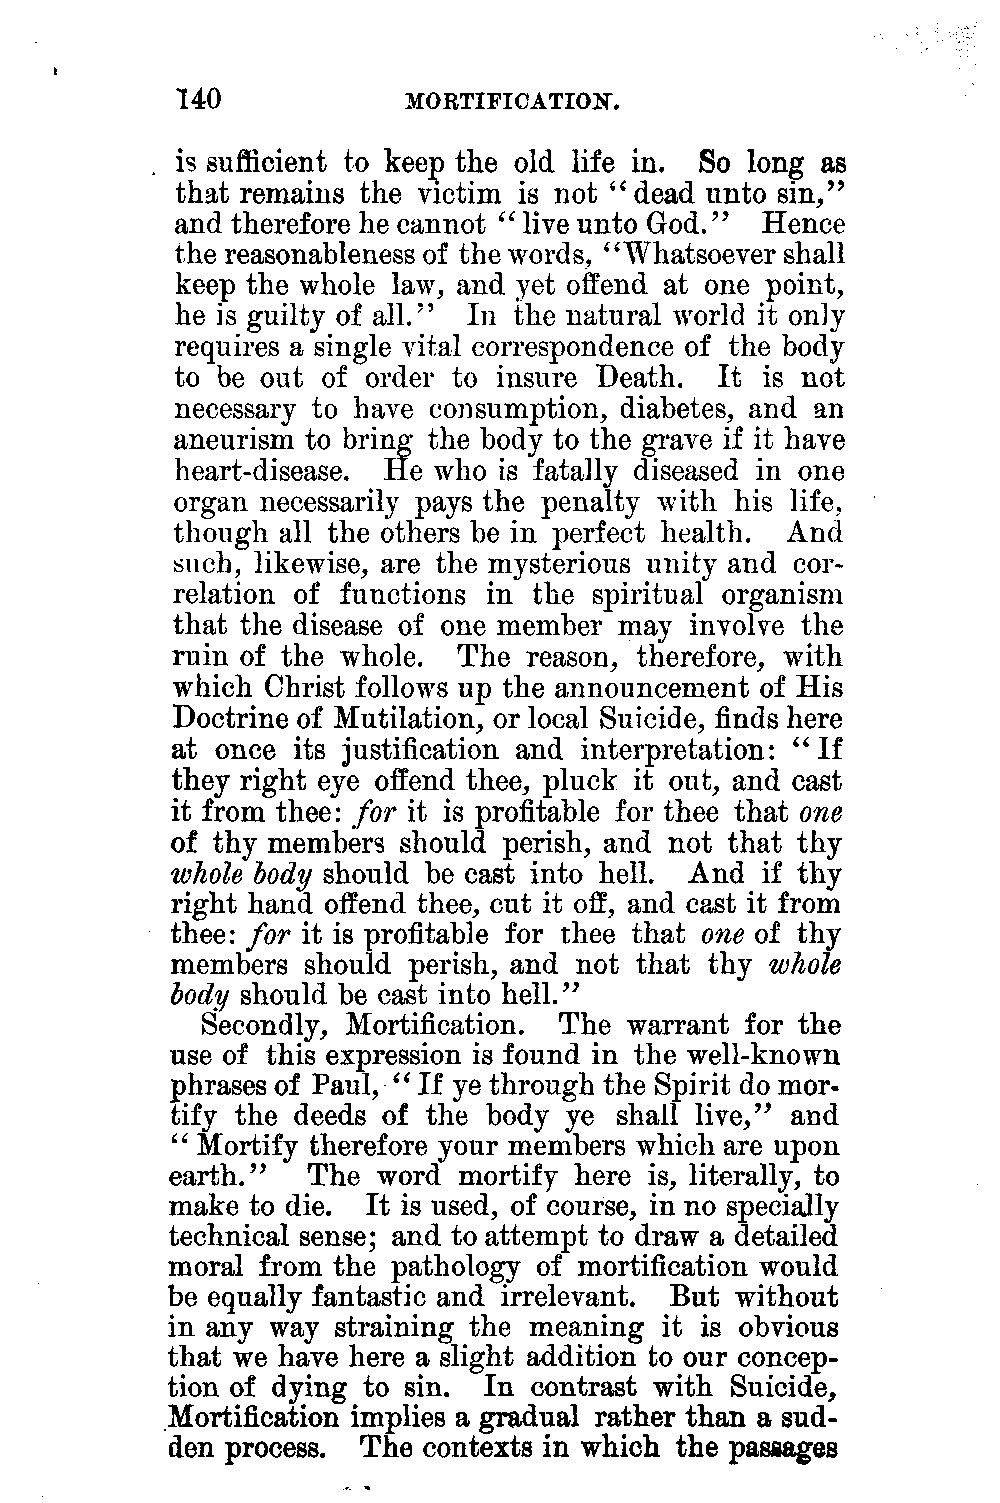 140 MORTIFICATION.
is sufficient to keep the old life in. So long as
that remains the victim is not “dead unto sin,”
and therefore he cannot “live unto God.” Hence
the reasonableness of the words, “Whatsoever shall
keep the whole law, and yet offend at one point,
he is guilty of all.” In the natural world it only
requires a single vital correspondence of the body
to be out of order to insure Death. It is not
necessary to have consumption, diabetes, and an
aneurism to bring the body to the grave if it have
heart-disease. He who is fatally diseased in one
organ necessarily pays the penalty with his life,
though all the others be in perfect health. And
such, likewise, are the mysterious unity and cor-
relation of functions in the spiritual organism
that the disease of one member may involve the
ruin of the whole. The reason, therefore, with
which Christ follows up the announcement of His
Doctrine of Mutilation, or local Suicide, finds here
at once its justification and interpretation: “If
they right eye offend thee, pluck it out, and cast
it from thee: for it is profitable for thee that one
of thy members should perish, and not that thy
whole body should be cast into hell. And if thy
right hand offend thee, cut it off, and cast it from
thee: for it is profitable for thee that one of thy
members should perish, and not that thy whole
body should be cast into hell.”
Secondly, Mortification. The warrant for the
use of this expression is found in the well-known
phrases of Paul, “If ye through the Spirit do mor-
tify the deeds of the body ye shall live,” and
“Mortify therefore your members which are upon
earth.” The word mortify here is, literally, to
make to die. It is used, of course, in no specially
technical sense; and to attempt to draw a detailed
moral from the pathology of mortification would
be equally fantastic and irrelevant. But without
in any way straining the meaning it is obvious
that we have here a slight addition to our concep-
tion of dying to sin. In contrast with Suicide,
Mortification implies a gradual rather than a sud-
den process. The contexts in which the passages